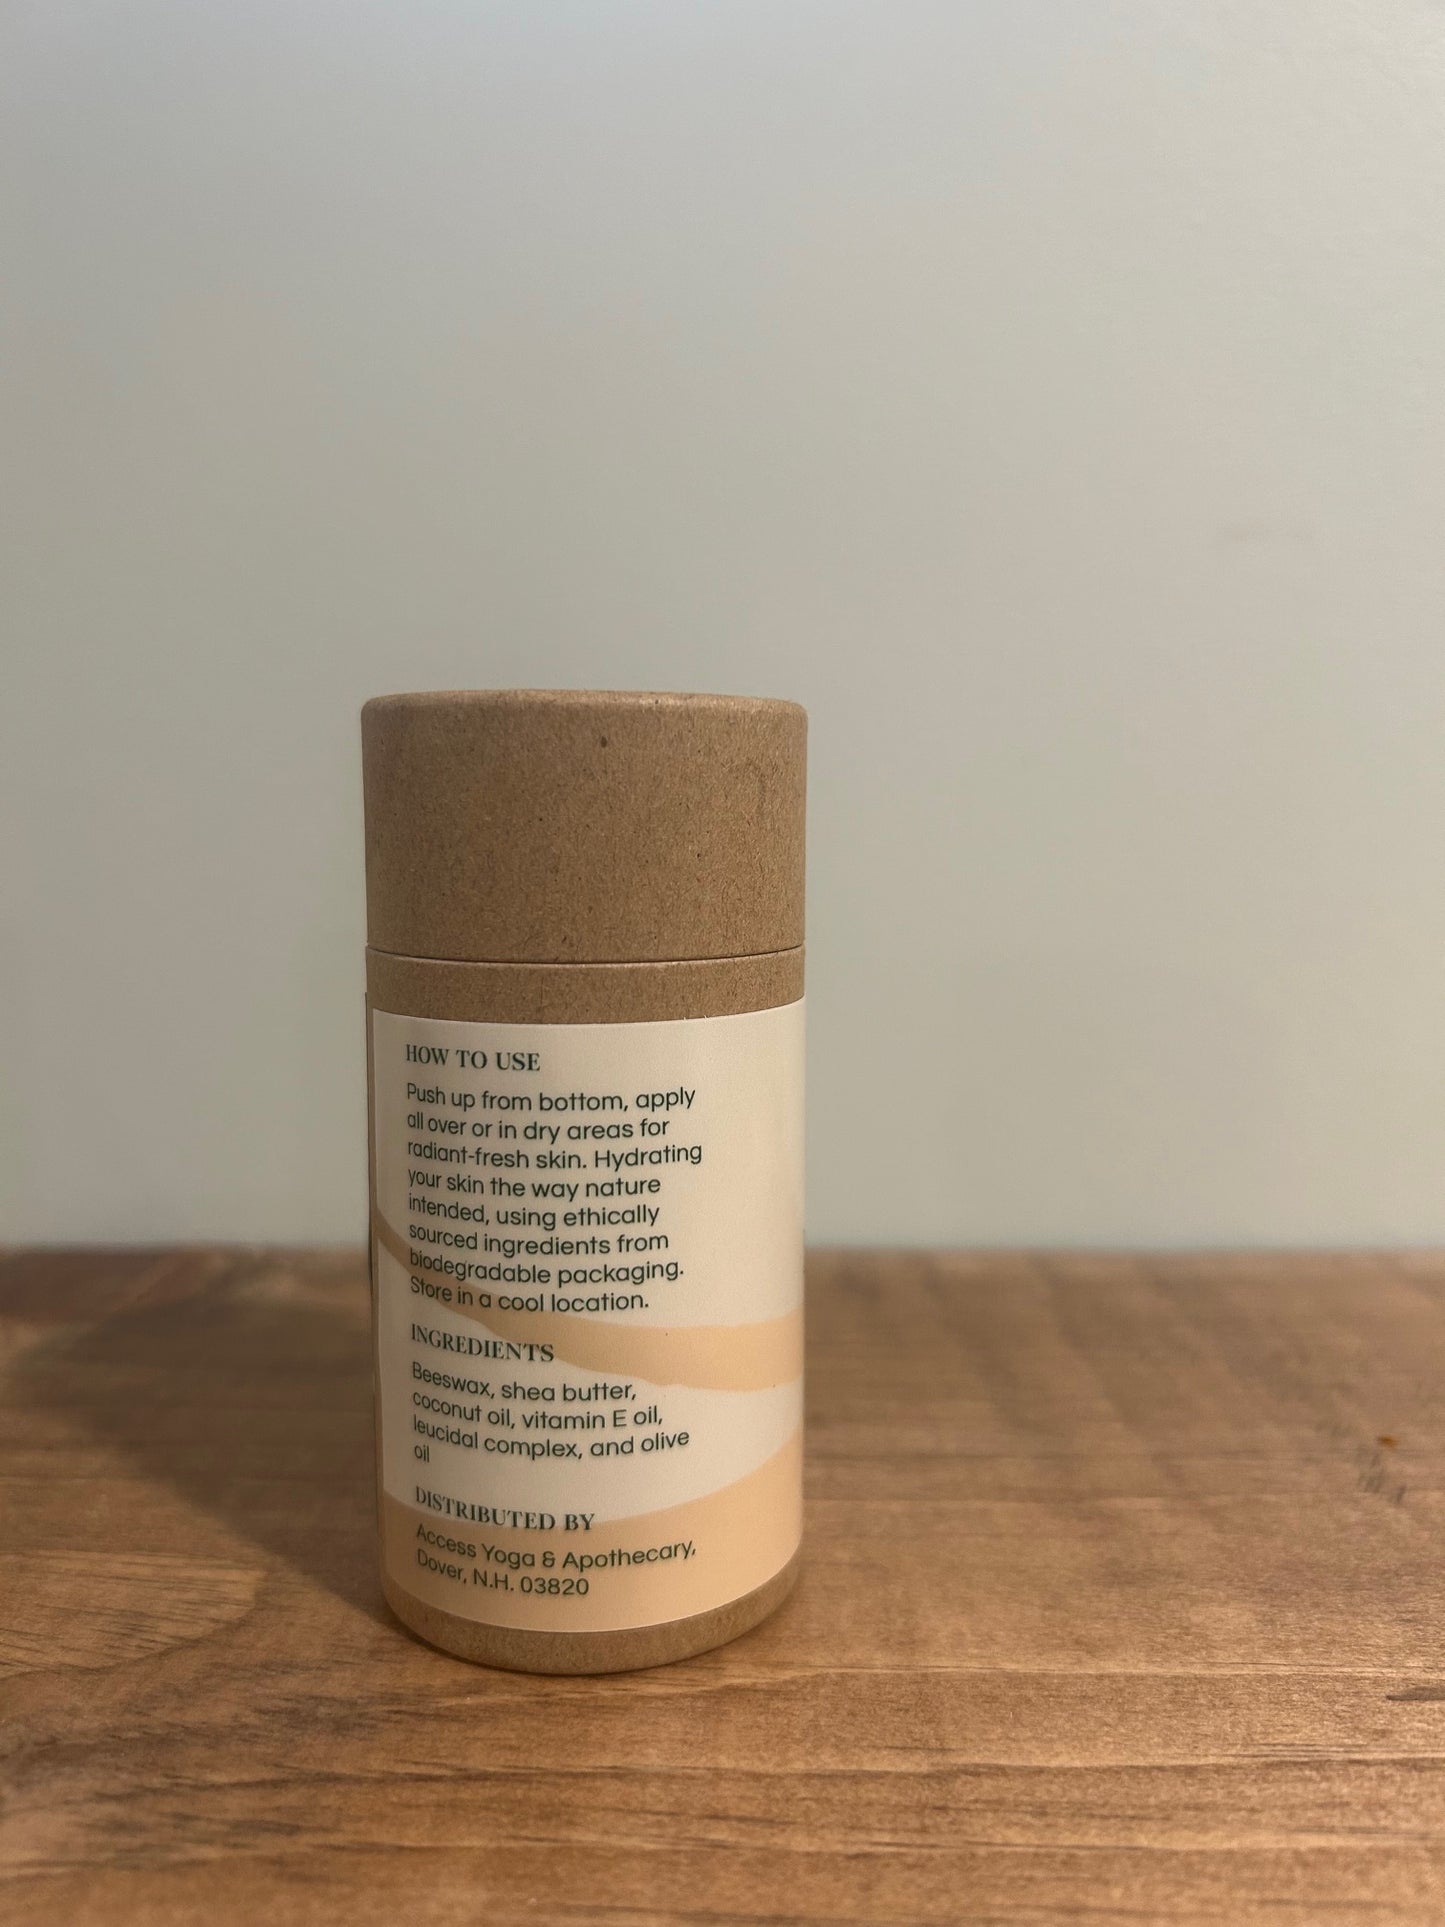 HOW TO USE
Push up from bottom, apply
all over or in dry areas for
radiant-fresh skin. Hydrating
your skin the way nature
intended, using ethically
sourced ingredients from
biodegradable packaging.
Store in a cool location.
INGREDIENTS
Beeswax, shea butter,
coconut oil, vitamin E oil,
leucidal complex, and olive
oil
DISTRIBUTED BY
Access Yoga & Apothecary,
Dover, N.H. 03820